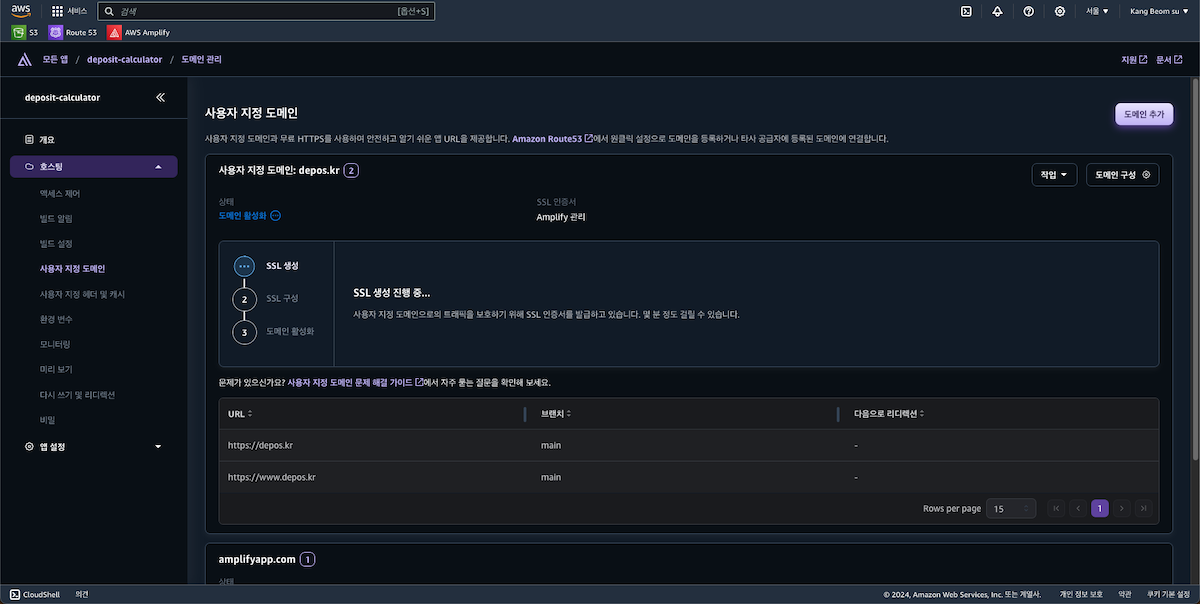 aws 서비스 검색 [옵션+S] 서울 ▼ Kang Beom su ▼
S3 Route 53 AWS Amplify
모든 앱 / deposit-calculator / 도메인 관리 지원 문서
deposit-calculator
개요
호스팅
액세스 제어
빌드 알림
빌드 설정
사용자 지정 도메인
사용자 지정 헤더 및 캐시
환경 변수
모니터링
미리 보기
다시 쓰기 및 리디렉션
비밀
앱 설정
사용자 지정 도메인
도메인 추가
사용자 지정 도메인과 무료 HTTPS를 사용하여 안전하고 알기 쉬운 앱 URL을 제공합니다. Amazon Route53에서 원클릭 설정으로 도메인을 등록하거나 타사 공급자에 등록된 도메인에 연결합니다.
사용자 지정 도메인: depos.kr 2
작업 도메인 구성
상태 SSL 인증서
도메인 활성화 Amplify 관리
SSL 생성
2 SSL 구성
3 도메인 활성화
SSL 생성 진행 중...
사용자 지정 도메인으로의 트래픽을 보호하기 위해 SSL 인증서를 발급하고 있습니다. 몇 분 정도 걸릴 수 있습니다.
문제가 있으신가요? 사용자 지정 도메인 문제 해결 가이드에서 자주 묻는 질문을 확인해 보세요.
URL 브랜치 다음으로 리디렉션
https://depos.kr main -
https://www.depos.kr main -
Rows per page 15 1
amplifyapp.com 1
상태
CloudShell 의견 © 2024, Amazon Web Services, Inc. 또는 계열사. 개인 정보 보호 약관 쿠키 기본 설정